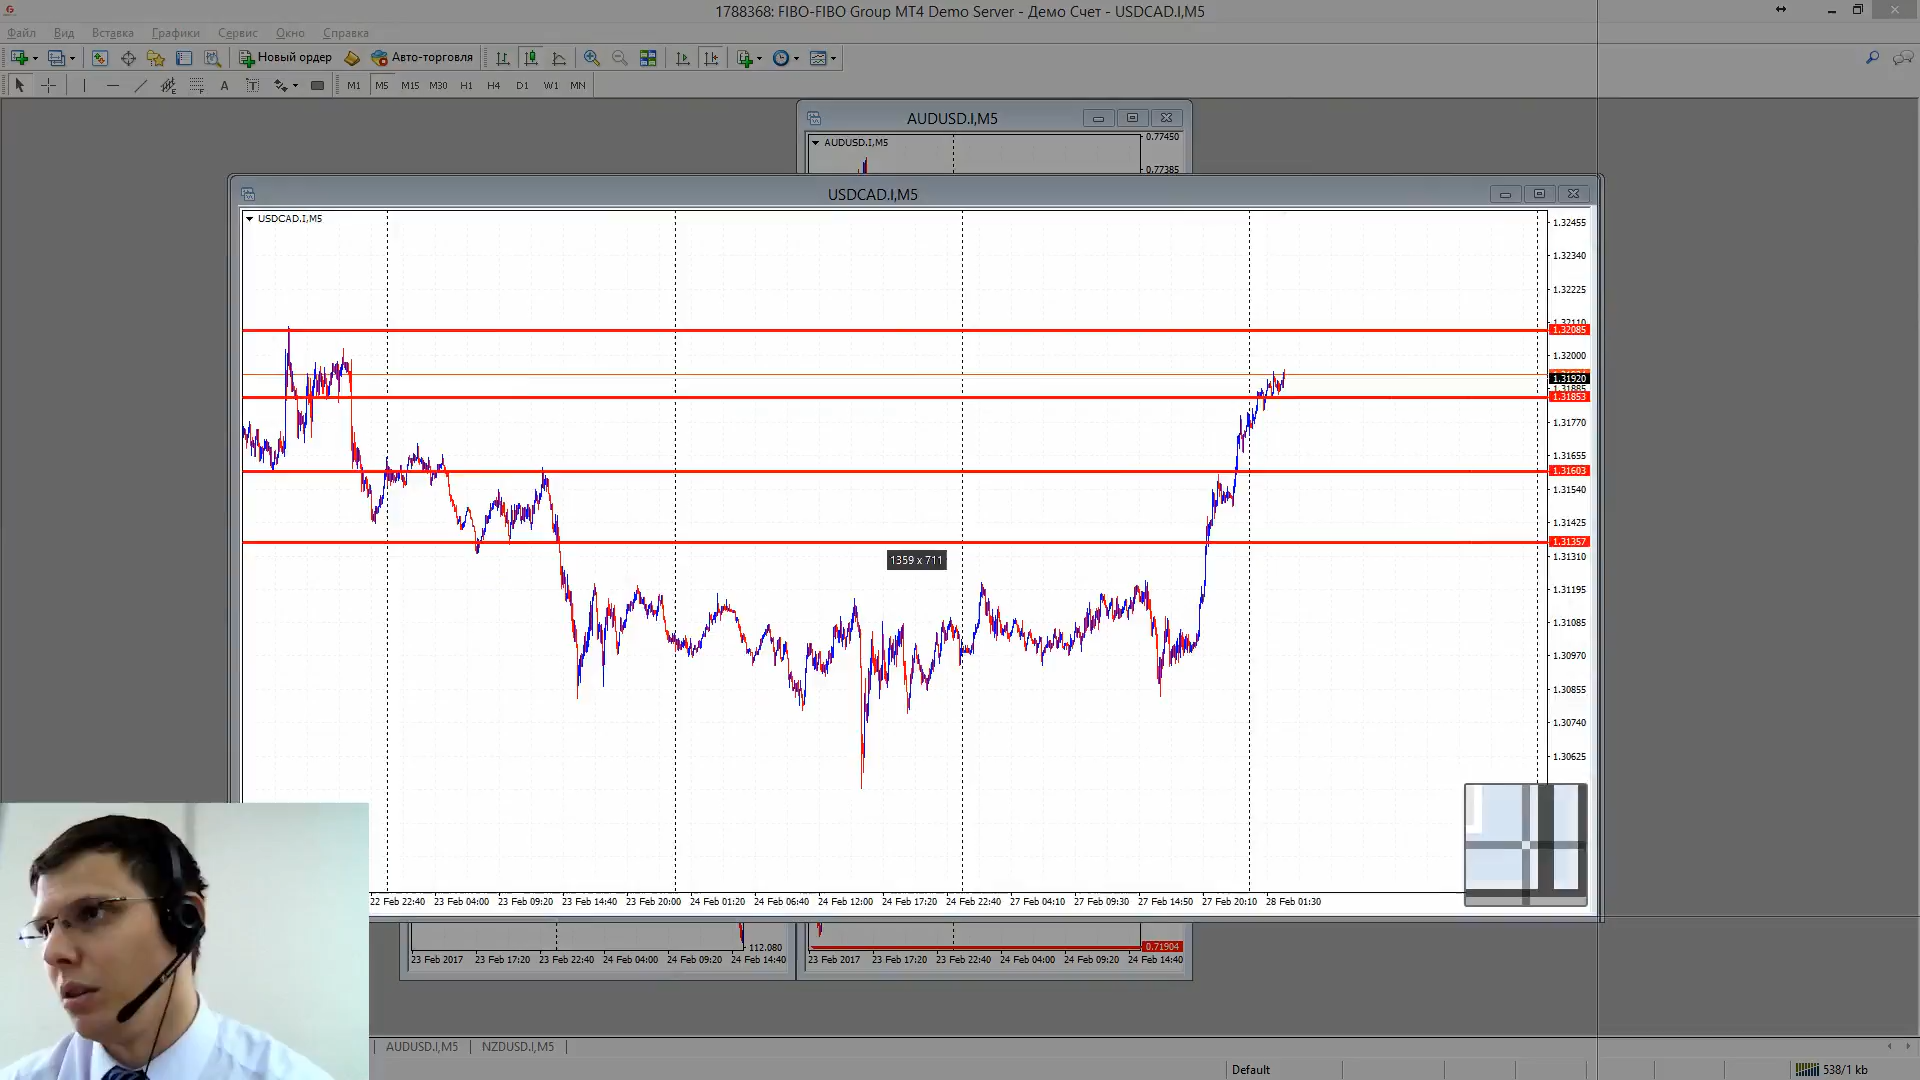 1788368: FIBO-FIBO Group MT4 Demo Server - Демо Счет - USDCAD.I,M5
Файл Вид Вставка Графики Сервис Окно Справка
Новый ордер Авто-торговля
A T M1 M5 M15 M30 H1 H4 D1 W1 MN
AUDUSD.I,M5
AUDUSD.I,M5
0.77450
0.77385
USDCAD.I,M5
USDCAD.I,M5
1.32455
1.32340
1.32225
1.32110
1.32085
1.32000
1.31920
1.31885
1.31853
1.31770
1.31655
1.31603
1.31540
1.31425
1.31357
1.31310
1359 x 711
1.31195
1.31085
1.30970
1.30855
1.30740
1.30625
22 Feb 22:40 23 Feb 04:00 23 Feb 09:20 23 Feb 14:40 23 Feb 20:00 24 Feb 01:20 24 Feb 06:40 24 Feb 12:00 24 Feb 17:20 24 Feb 22:40 27 Feb 04:10 27 Feb 09:30 27 Feb 14:50 27 Feb 20:10 28 Feb 01:30
112.080
0.71904
23 Feb 2017 23 Feb 17:20 23 Feb 22:40 24 Feb 04:00 24 Feb 09:20 24 Feb 14:40
23 Feb 2017 23 Feb 17:20 23 Feb 22:40 24 Feb 04:00 24 Feb 09:20 24 Feb 14:40
AUDUSD.I,M5 NZDUSD.I,M5
Default
538/1 kb